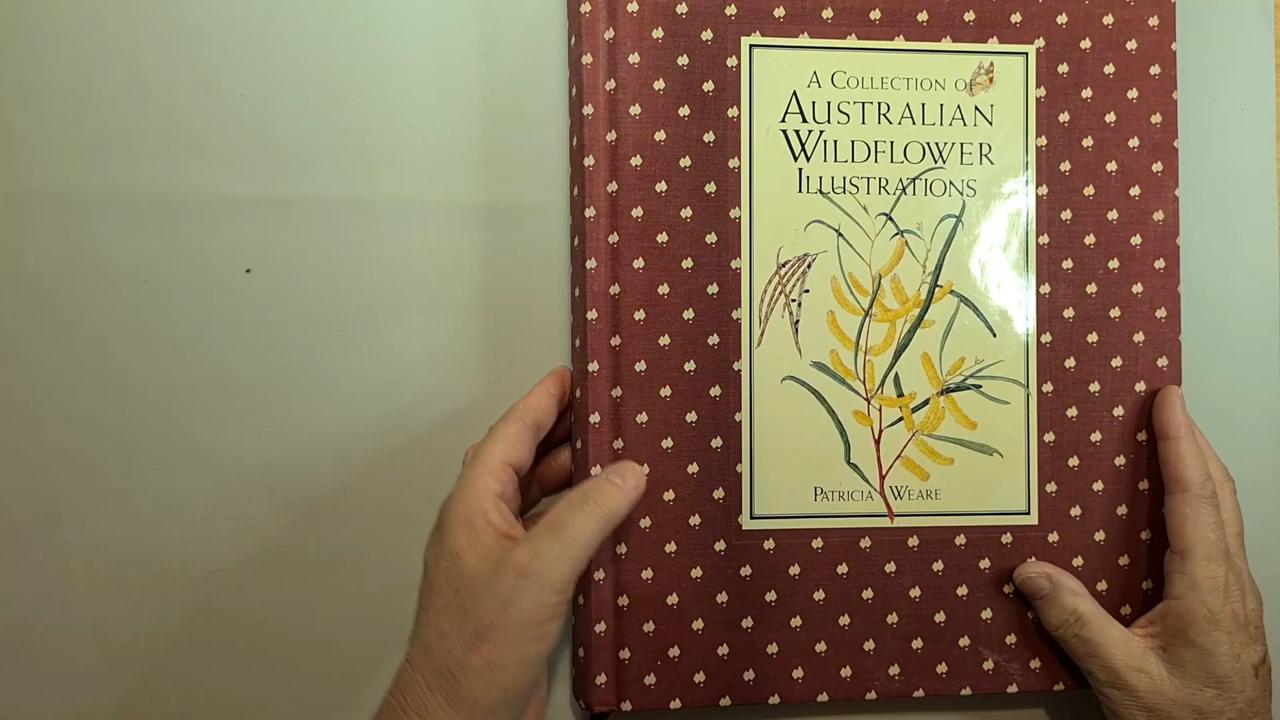 A Collection of
Australian
Wildflower
Illustrations
Patricia Weare